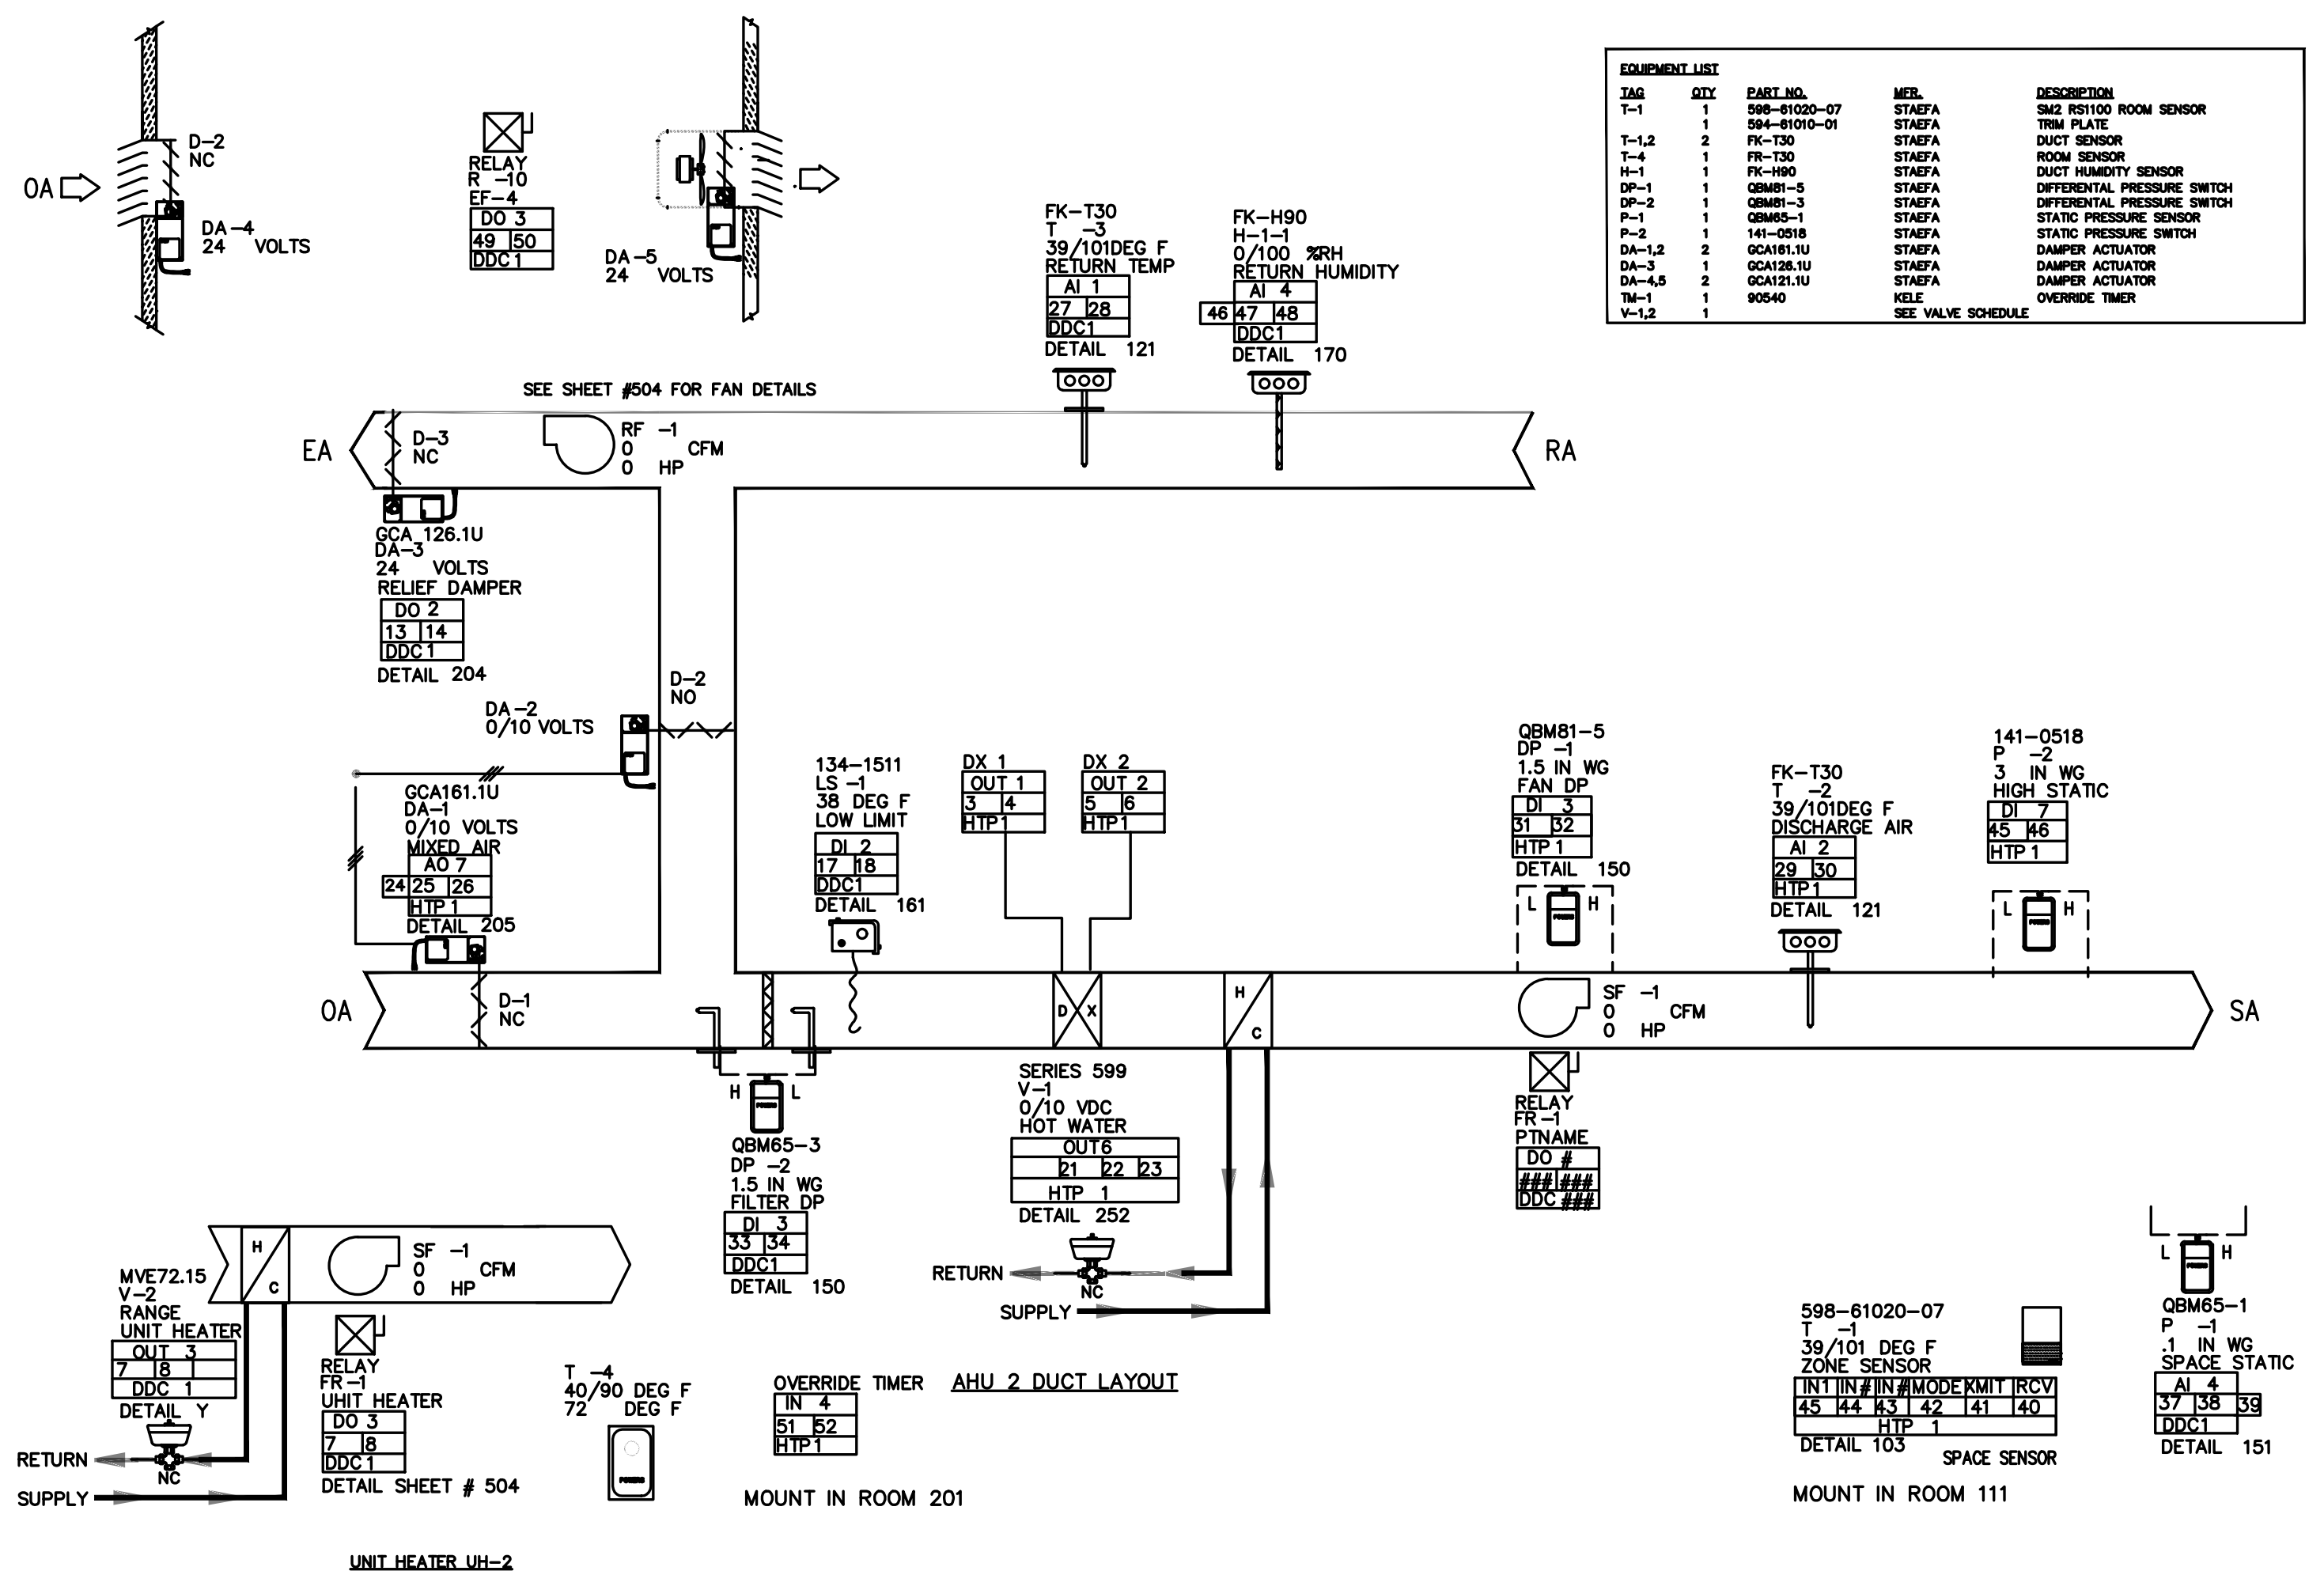 OA
D-2
NC
DA-4
24 VOLTS
RELAY
R -10
EF-4
DO 3
49 50
DDC1
DA-5
24 VOLTS
FK-T30
T -3
39/101DEG F
RETURN TEMP
AI 1
27 28
DDC1
DETAIL 121
FK-H90
H-1-1
0/100 %RH
RETURN HUMIDITY
AI 4
46 47 48
DDC1
DETAIL 170
EQUIPMENT LIST
TAG QTY PART NO. MFR. DESCRIPTION
T-1 1 598-61020-07 STAEFA SM2 RS1100 ROOM SENSOR
1 594-61010-01 STAEFA TRIM PLATE
T-1,2 2 FK-T30 STAEFA DUCT SENSOR
T-4 1 FR-T30 STAEFA ROOM SENSOR
H-1 1 FK-H90 STAEFA DUCT HUMIDITY SENSOR
DP-1 1 QBM81-5 STAEFA DIFFERENTAL PRESSURE SWITCH
DP-2 1 QBM81-3 STAEFA DIFFERENTAL PRESSURE SWITCH
P-1 1 QBM65-1 STAEFA STATIC PRESSURE SENSOR
P-2 1 141-0518 STAEFA STATIC PRESSURE SWITCH
DA-1,2 2 GCA161.1U STAEFA DAMPER ACTUATOR
DA-3 1 GCA126.1U STAEFA DAMPER ACTUATOR
DA-4,5 2 GCA121.1U STAEFA DAMPER ACTUATOR
TM-1 1 90540 KELE OVERRIDE TIMER
V-1,2 1 SEE VALVE SCHEDULE
SEE SHEET #504 FOR FAN DETAILS
EA
D-3
NC
RF -1
0 CFM
0 HP
RA
GCA 126.1U
DA-3
24 VOLTS
RELIEF DAMPER
DO 2
13 14
DDC1
DETAIL 204
D-2
NO
DA-2
0/10 VOLTS
GCA161.1U
DA-1
0/10 VOLTS
MIXED AIR
AO 7
24 25 26
HTP 1
DETAIL 205
134-1511
LS -1
38 DEG F
LOW LIMIT
DI 2
17 18
DDC1
DETAIL 161
DX 1
OUT 1
3 4
HTP1
DX 2
OUT 2
5 6
HTP1
QBM81-5
DP -1
1.5 IN WG
FAN DP
DI 3
31 32
HTP 1
DETAIL 150
L H
FK-T30
T -2
39/101DEG F
DISCHARGE AIR
AI 2
29 30
HTP1
DETAIL 121
141-0518
P -2
3 IN WG
HIGH STATIC
DI 7
45 46
HTP 1
L H
OA
D-1
NC
D X
H
C
SF -1
0 CFM
0 HP
SA
H L
QBM65-3
DP -2
1.5 IN WG
FILTER DP
DI 3
33 34
DDC1
DETAIL 150
SERIES 599
V-1
0/10 VDC
HOT WATER
OUT6
21 22 23
HTP 1
DETAIL 252
RETURN
NC
SUPPLY
RELAY
FR-1
PTNAME
DO #
### ###
DDC ###
H
C
SF -1
0 CFM
0 HP
MVE72.15
V-2
RANGE
UNIT HEATER
OUT 3
7 8
DDC 1
DETAIL Y
RETURN
NC
SUPPLY
RELAY
FR-1
UHIT HEATER
DO 3
7 8
DDC1
DETAIL SHEET # 504
UNIT HEATER UH-2
T -4
40/90 DEG F
72 DEG F
POWERS
OVERRIDE TIMER
IN 4
51 52
HTP1
MOUNT IN ROOM 201
AHU 2 DUCT LAYOUT
598-61020-07
T -1
39/101 DEG F
ZONE SENSOR
IN1 IN# IN# MODE XMIT RCV
45 44 43 42 41 40
HTP 1
DETAIL 103
SPACE SENSOR
MOUNT IN ROOM 111
L H
QBM65-1
P -1
.1 IN WG
SPACE STATIC
AI 4
37 38 39
DDC1
DETAIL 151